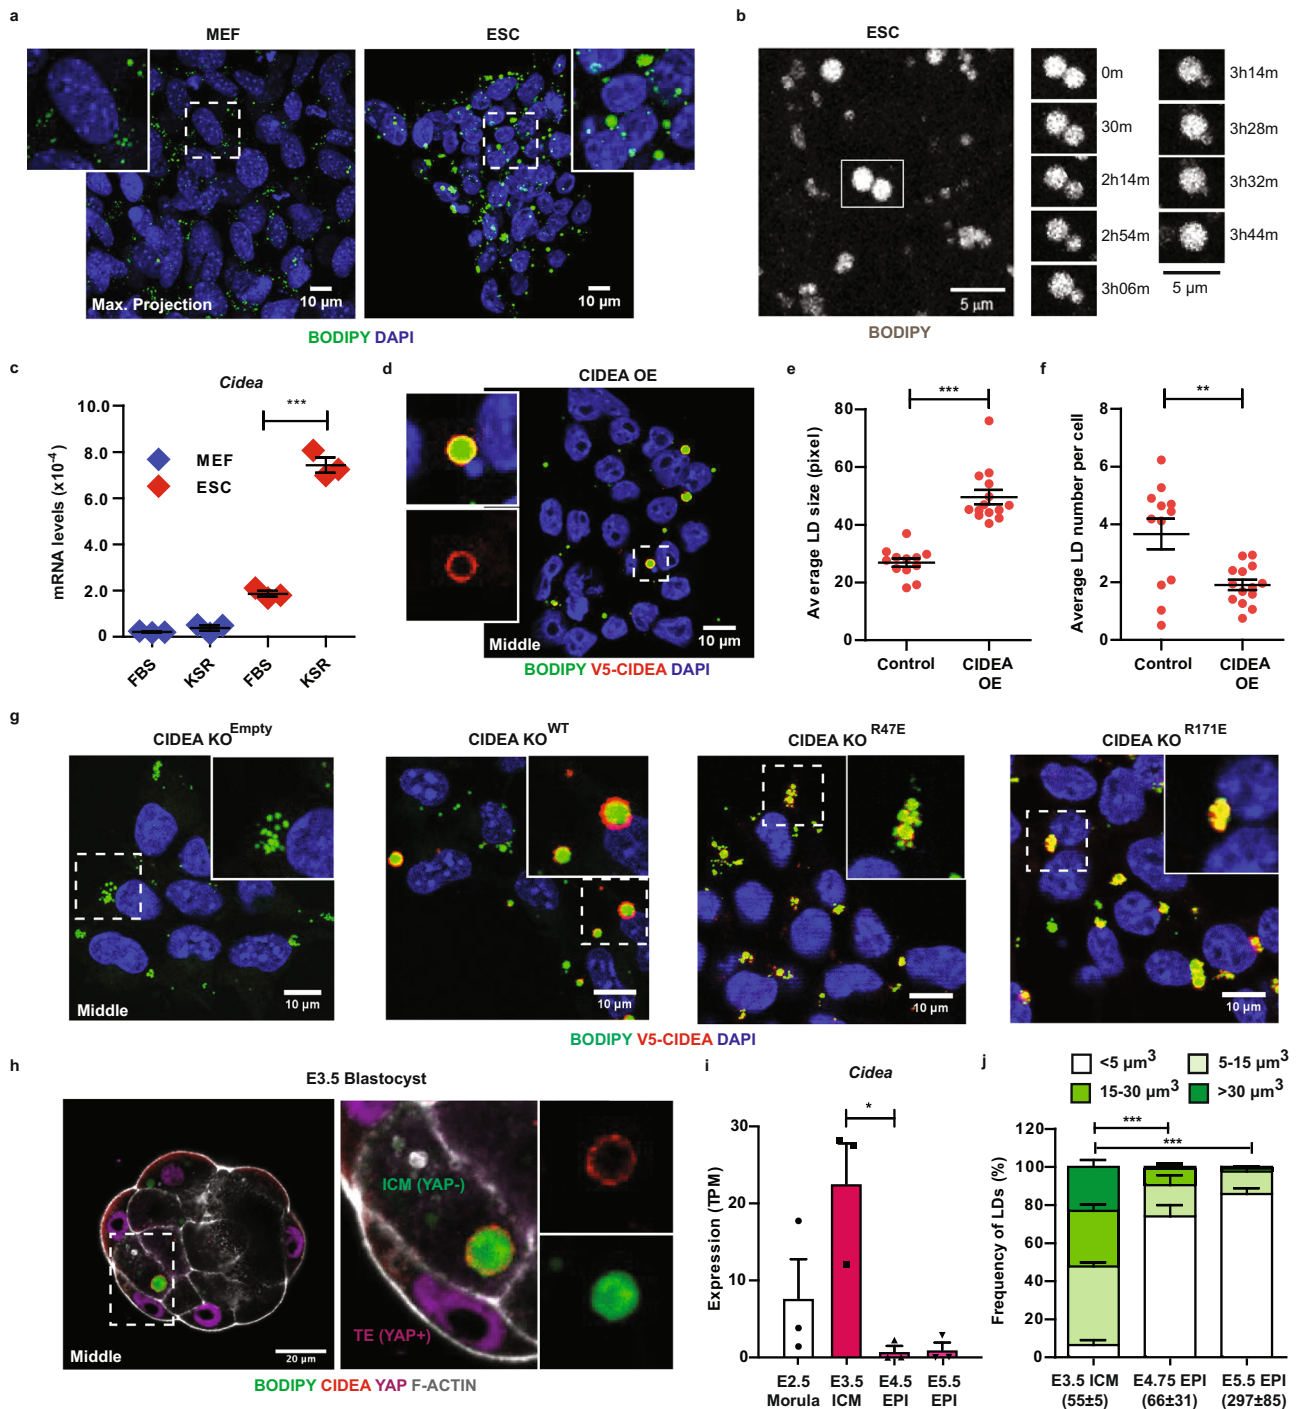 a
MEF
ESC
Max. Projection
10 µm
10 µm
BODIPY DAPI
b
ESC
0m
30m
2h14m
2h54m
3h06m
3h14m
3h28m
3h32m
3h44m
5 µm
5 µm
BODIPY
c
Cidea
mRNA levels (x10⁻⁴)
10.0
8.0
6.0
4.0
2.0
0
***
MEF
ESC
FBS
KSR
FBS
KSR
d
CIDEA OE
Middle
10 µm
BODIPY V5-CIDEA DAPI
e
Average LD size (pixel)
80
60
40
20
0
***
Control
CIDEA OE
f
Average LD number per cell
8
6
4
2
0
**
Control
CIDEA OE
g
CIDEA KO^Empty
CIDEA KO^WT
CIDEA KO^R47E
CIDEA KO^R171E
Middle
10 µm
10 µm
10 µm
10 µm
BODIPY V5-CIDEA DAPI
h
E3.5 Blastocyst
ICM (YAP-)
TE (YAP+)
Middle
20 µm
BODIPY CIDEA YAP F-ACTIN
i
Cidea
Expression (TPM)
30
20
10
0
*
E2.5 Morula
E3.5 ICM
E4.5 EPI
E5.5 EPI
j
<5 µm³
5-15 µm³
15-30 µm³
>30 µm³
Frequency of LDs (%)
120
100
80
60
40
20
0
***
***
E3.5 ICM (55±5)
E4.75 EPI (66±31)
E5.5 EPI (297±85)